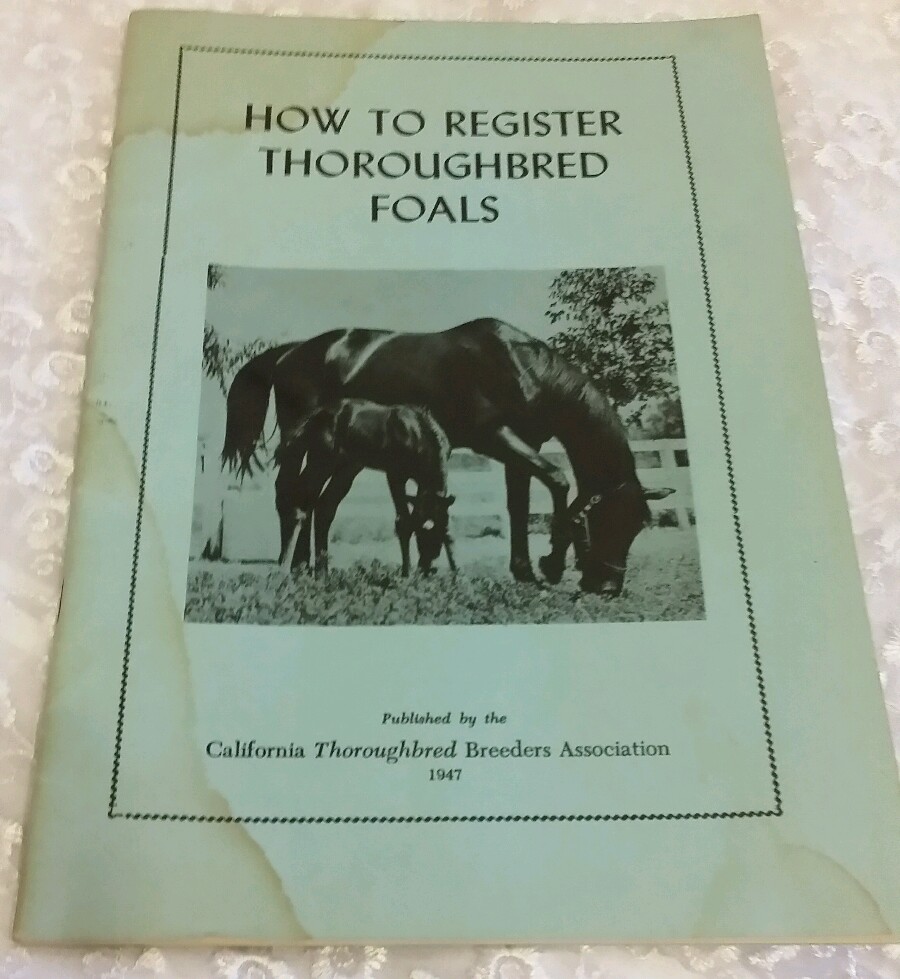 HOW TO REGISTER
THOROUGHBRED
FOALS
Published by the
California Thoroughbred Breeders Association
1947